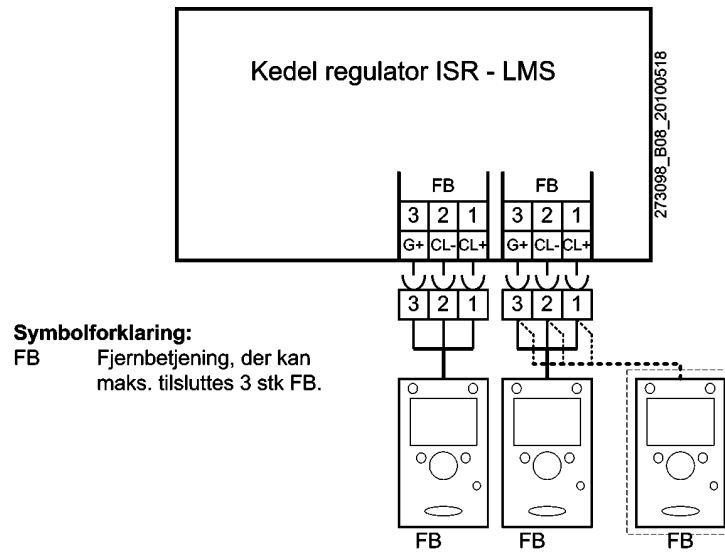 Kedel regulator ISR - LMS
273098_B08_20100518
FB FB
3 2 1 3 2 1
G+ CL- CL+ G+ CL- CL+
3 2 1 3 2 1
Symbolforklaring:
FB Fjernbetjening, der kan
maks. tilsluttes 3 stk FB.
FB FB FB